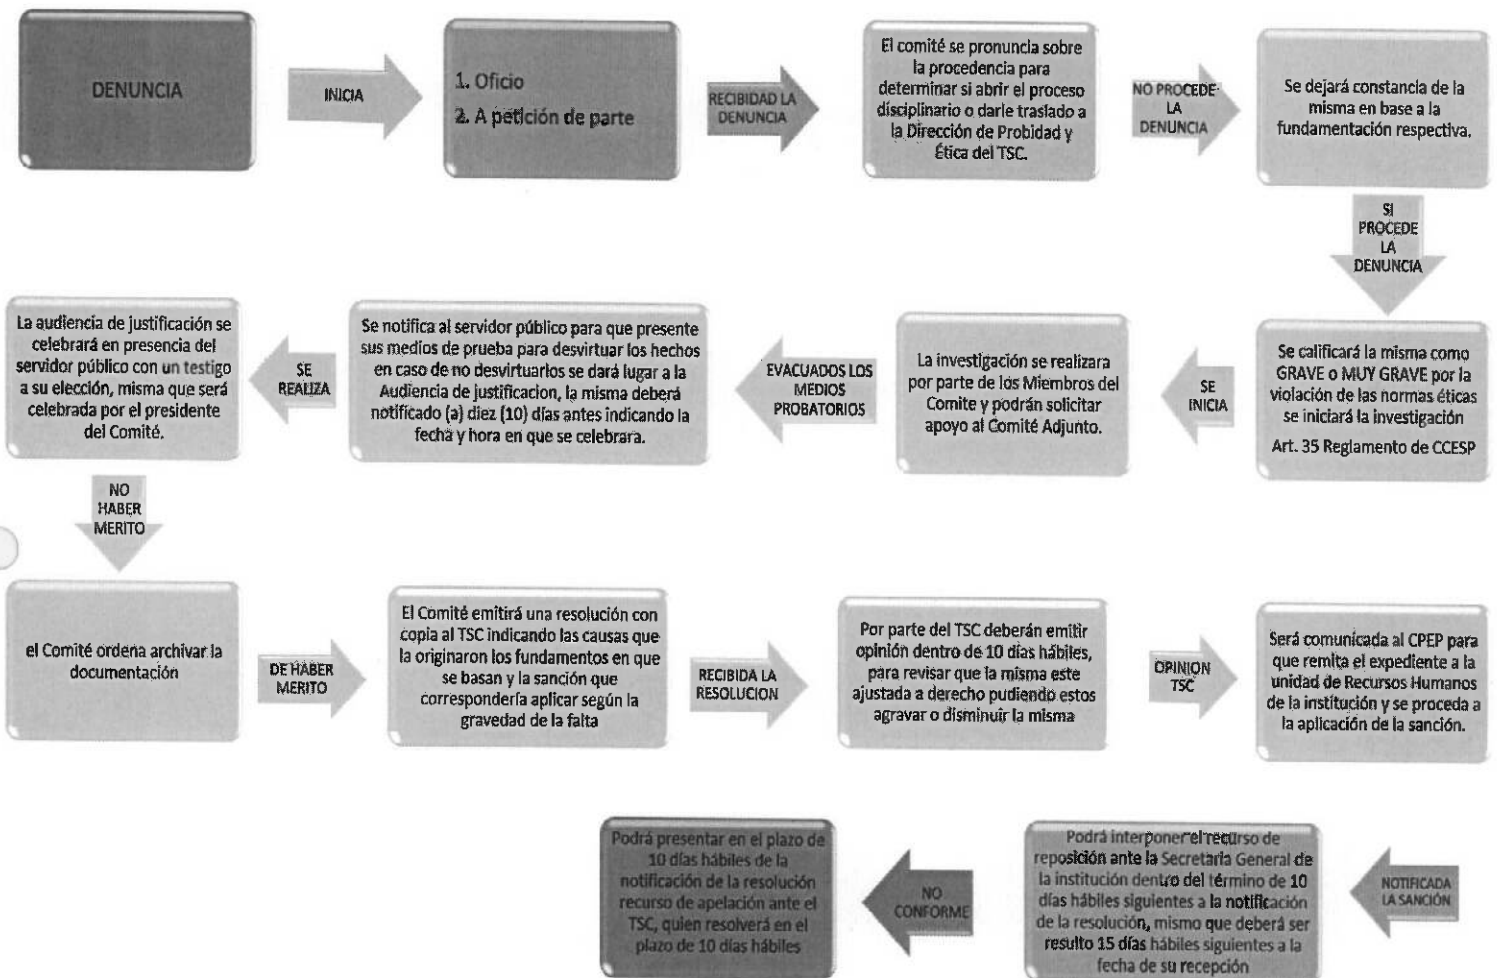 DENUNCIA
INICIA
1. Oficio
2. A petición de parte
RECIBIDAD LA
DENUNCIA
El comité se pronuncia sobre
la procedencia para
determinar si abrir el proceso
disciplinario o darle traslado a
la Dirección de Probidad y
Ética del TSC.
NO PROCEDE
LA
DENUNCIA
Se dejará constancia de la
misma en base a la
fundamentación respectiva.
SI
PROCEDE
LA
DENUNCIA
Se calificará la misma como
GRAVE o MUY GRAVE por la
violación de las normas éticas
se iniciará la investigación
Art. 35 Reglamento de CCESP
SE
INICIA
La investigación se realizara
por parte de los Miembros del
Comite y podrán solicitar
apoyo al Comité Adjunto.
EVACUADOS LOS
MEDIOS
PROBATORIOS
Se notifica al servidor público para que presente
sus medios de prueba para desvirtuar los hechos
en caso de no desvirtuarlos se dará lugar a la
Audiencia de justificacion, la misma deberá
notificado (a) diez (10) días antes indicando la
fecha y hora en que se celebrara.
SE
REALIZA
La audiencia de justificación se
celebrará en presencia del
servidor público con un testigo
a su elección, misma que será
celebrada por el presidente
del Comité.
NO
HABER
MERITO
el Comité ordena archivar la
documentación
DE HABER
MERITO
El Comité emitirá una resolución con
copia al TSC indicando las causas que
la originaron los fundamentos en que
se basan y la sanción que
correspondería aplicar según la
gravedad de la falta
RECIBIDA LA
RESOLUCION
Por parte del TSC deberán emitir
opinión dentro de 10 días hábiles,
para revisar que la misma este
ajustada a derecho pudiendo estos
agravar o disminuir la misma
OPINION
TSC
Será comunicada al CPEP para
que remita el expediente a la
unidad de Recursos Humanos
de la institución y se proceda a
la aplicación de la sanción.
NOTIFICADA
LA SANCIÓN
Podrá interponer el recurso de
reposición ante la Secretaria General de
la institución dentro del término de 10
días hábiles siguientes a la notificación
de la resolución, mismo que deberá ser
resulto 15 días hábiles siguientes a la
fecha de su recepción
NO
CONFORME
Podrá presentar en el plazo de
10 días hábiles de la
notificación de la resolución
recurso de apelación ante el
TSC, quien resolverá en el
plazo de 10 días hábiles